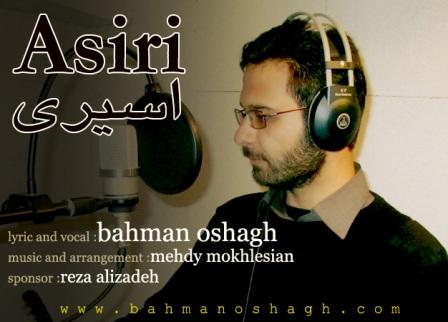 Asiri
اسیری
lyric and vocal :bahman oshagh
music and arrangement :mehdy mokhlesian
sponsor :reza alizadeh
www.bahmanoshagh.com